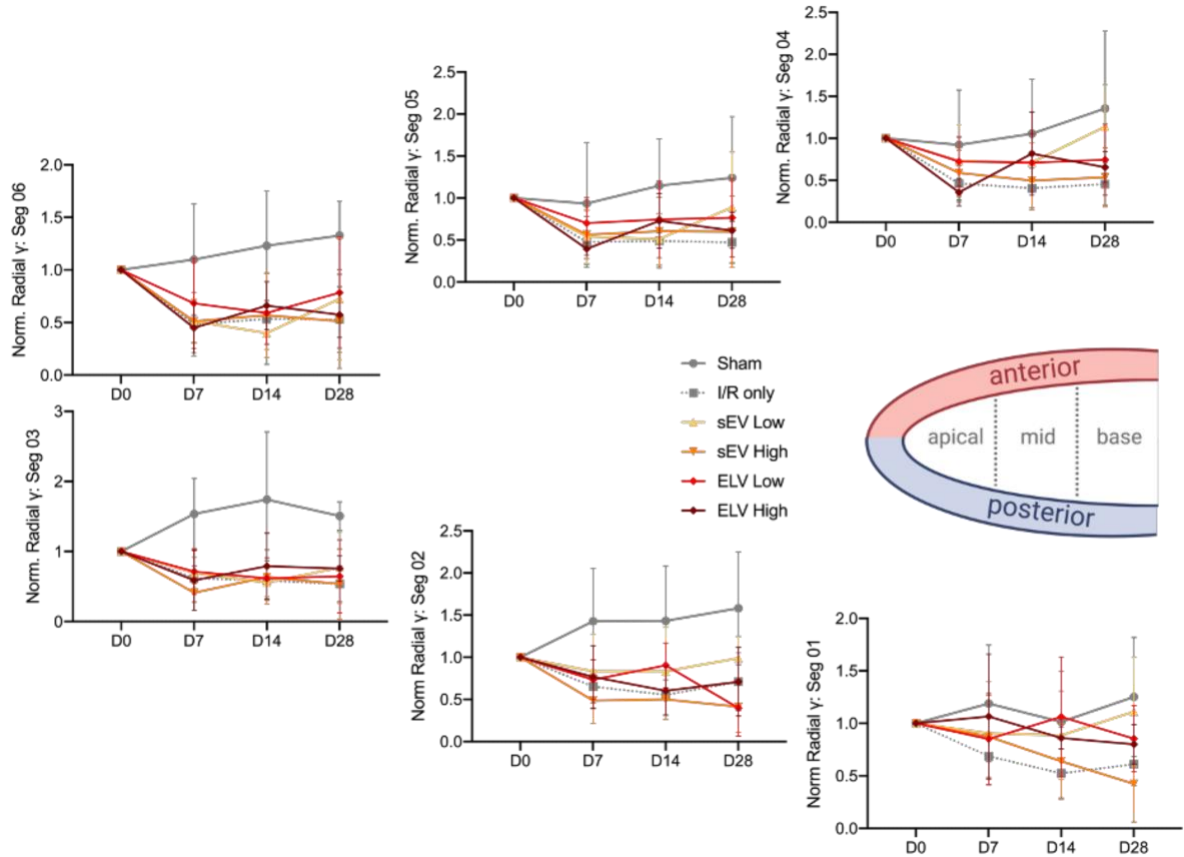 Norm. Radial γ: Seg 04
2.5
2.0
1.5
1.0
0.5
0.0
D0 D7 D14 D28
Norm. Radial γ: Seg 05
2.5
2.0
1.5
1.0
0.5
0.0
D0 D7 D14 D28
Norm. Radial γ: Seg 06
2.0
1.5
1.0
0.5
0.0
D0 D7 D14 D28
Sham
I/R only
sEV Low
sEV High
ELV Low
ELV High
anterior
apical mid base
posterior
Norm. Radial γ: Seg 03
3
2
1
0
D0 D7 D14 D28
Norm Radial γ: Seg 02
2.5
2.0
1.5
1.0
0.5
0.0
D0 D7 D14 D28
Norm Radial γ: Seg 01
2.0
1.5
1.0
0.5
0.0
D0 D7 D14 D28